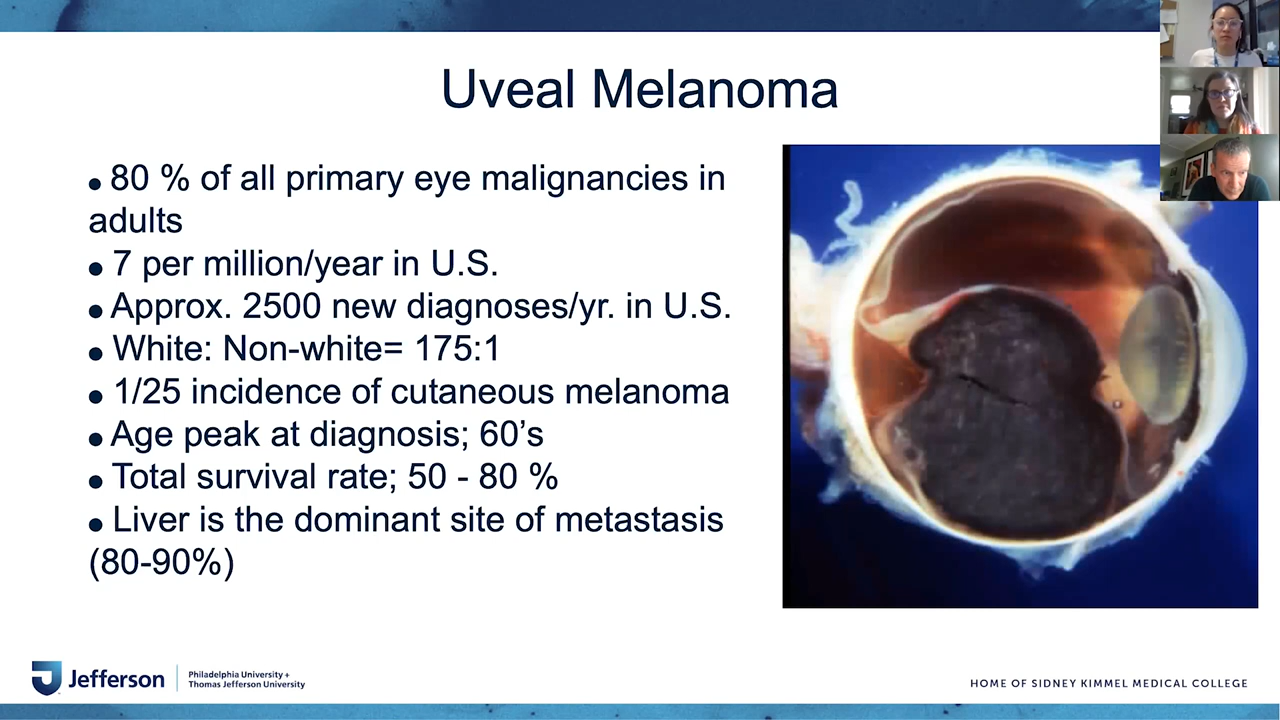 Uveal Melanoma
• 80 % of all primary eye malignancies in
adults
• 7 per million/year in U.S.
• Approx. 2500 new diagnoses/yr. in U.S.
• White: Non-white= 175:1
• 1/25 incidence of cutaneous melanoma
• Age peak at diagnosis; 60’s
• Total survival rate; 50 - 80 %
• Liver is the dominant site of metastasis
(80-90%)
Jefferson
Philadelphia University +
Thomas Jefferson University
HOME OF SIDNEY KIMMEL MEDICAL COLLEGE